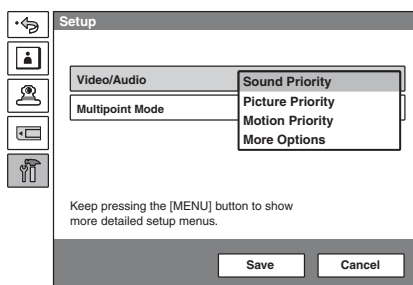 Setup
Video/Audio
Sound Priority
Picture Priority
Motion Priority
More Options
Multipoint Mode
Keep pressing the [MENU] button to show
more detailed setup menus.
Save
Cancel